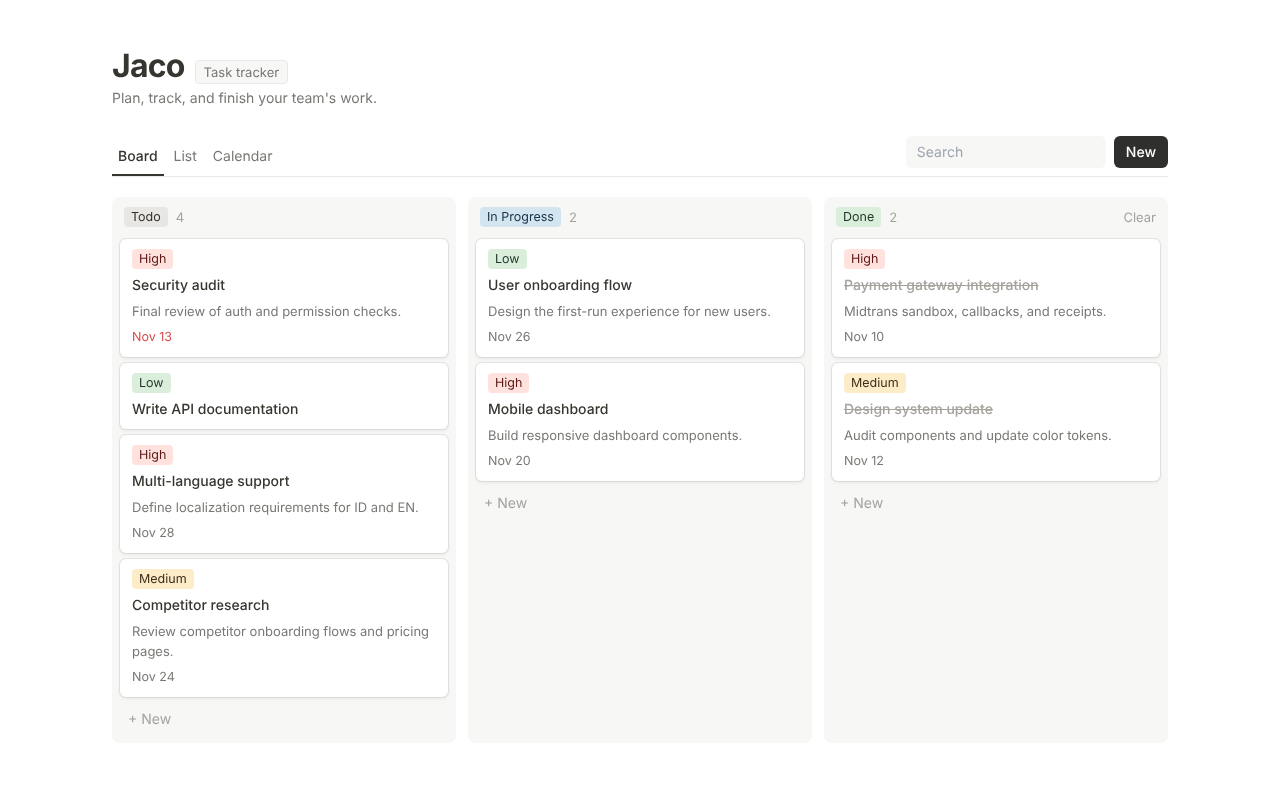 Jaco
Task tracker
Plan, track, and finish your team's work.
Board
List
Calendar
Search
New
Todo 4
High
Security audit
Final review of auth and permission checks.
Nov 13
Low
Write API documentation
High
Multi-language support
Define localization requirements for ID and EN.
Nov 28
Medium
Competitor research
Review competitor onboarding flows and pricing
pages.
Nov 24
+ New
In Progress 2
Low
User onboarding flow
Design the first-run experience for new users.
Nov 26
High
Mobile dashboard
Build responsive dashboard components.
Nov 20
+ New
Done 2
Clear
High
Payment gateway integration
Midtrans sandbox, callbacks, and receipts.
Nov 10
Medium
Design system update
Audit components and update color tokens.
Nov 12
+ New